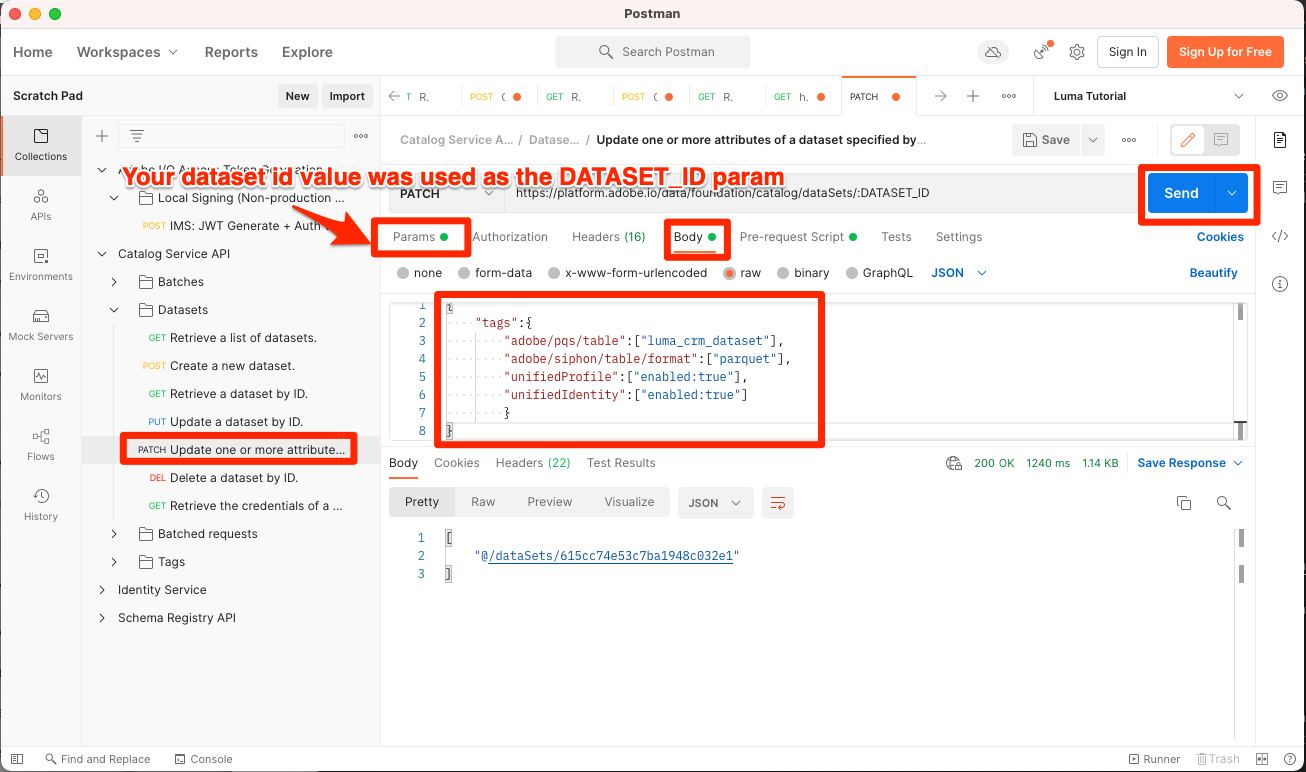 Postman
Home Workspaces Reports Explore
Search Postman
Sign In
Sign Up for Free
Scratch Pad
New
Import
T R.
POST (
GET R.
POST (
GET R.
GET h.
PATCH
Luma Tutorial
Collections
APIs
Environments
Mock Servers
Monitors
Flows
History
Local Signing (Non-production ...
POST IMS: JWT Generate + Auth
Catalog Service API
Batches
Datasets
GET Retrieve a list of datasets.
POST Create a new dataset.
GET Retrieve a dataset by ID.
PUT Update a dataset by ID.
PATCH Update one or more attribute...
DEL Delete a dataset by ID.
GET Retrieve the credentials of a ...
Batched requests
Tags
Identity Service
Schema Registry API
Catalog Service A... / Datase... / Update one or more attributes of a dataset specified by...
Save
Your dataset id value was used as the DATASET_ID param
PATCH
https://platform.adobe.io/data/foundation/catalog/dataSets/:DATASET_ID
Send
Params Authorization Headers (16) Body Pre-request Script Tests Settings
Cookies
none form-data x-www-form-urlencoded raw binary GraphQL JSON
Beautify
1 {
2 "tags":{
3 "adobe/pqs/table":["luma_crm_dataset"],
4 "adobe/siphon/table/format":["parquet"],
5 "unifiedProfile":["enabled:true"],
6 "unifiedIdentity":["enabled:true"]
7 }
8 }
Body Cookies Headers (22) Test Results
200 OK 1240 ms 1.14 KB
Save Response
Pretty Raw Preview Visualize
JSON
1 [
2 "@/dataSets/615cc74e53c7ba1948c032e1"
3 ]
Find and Replace
Console
Runner
Trash